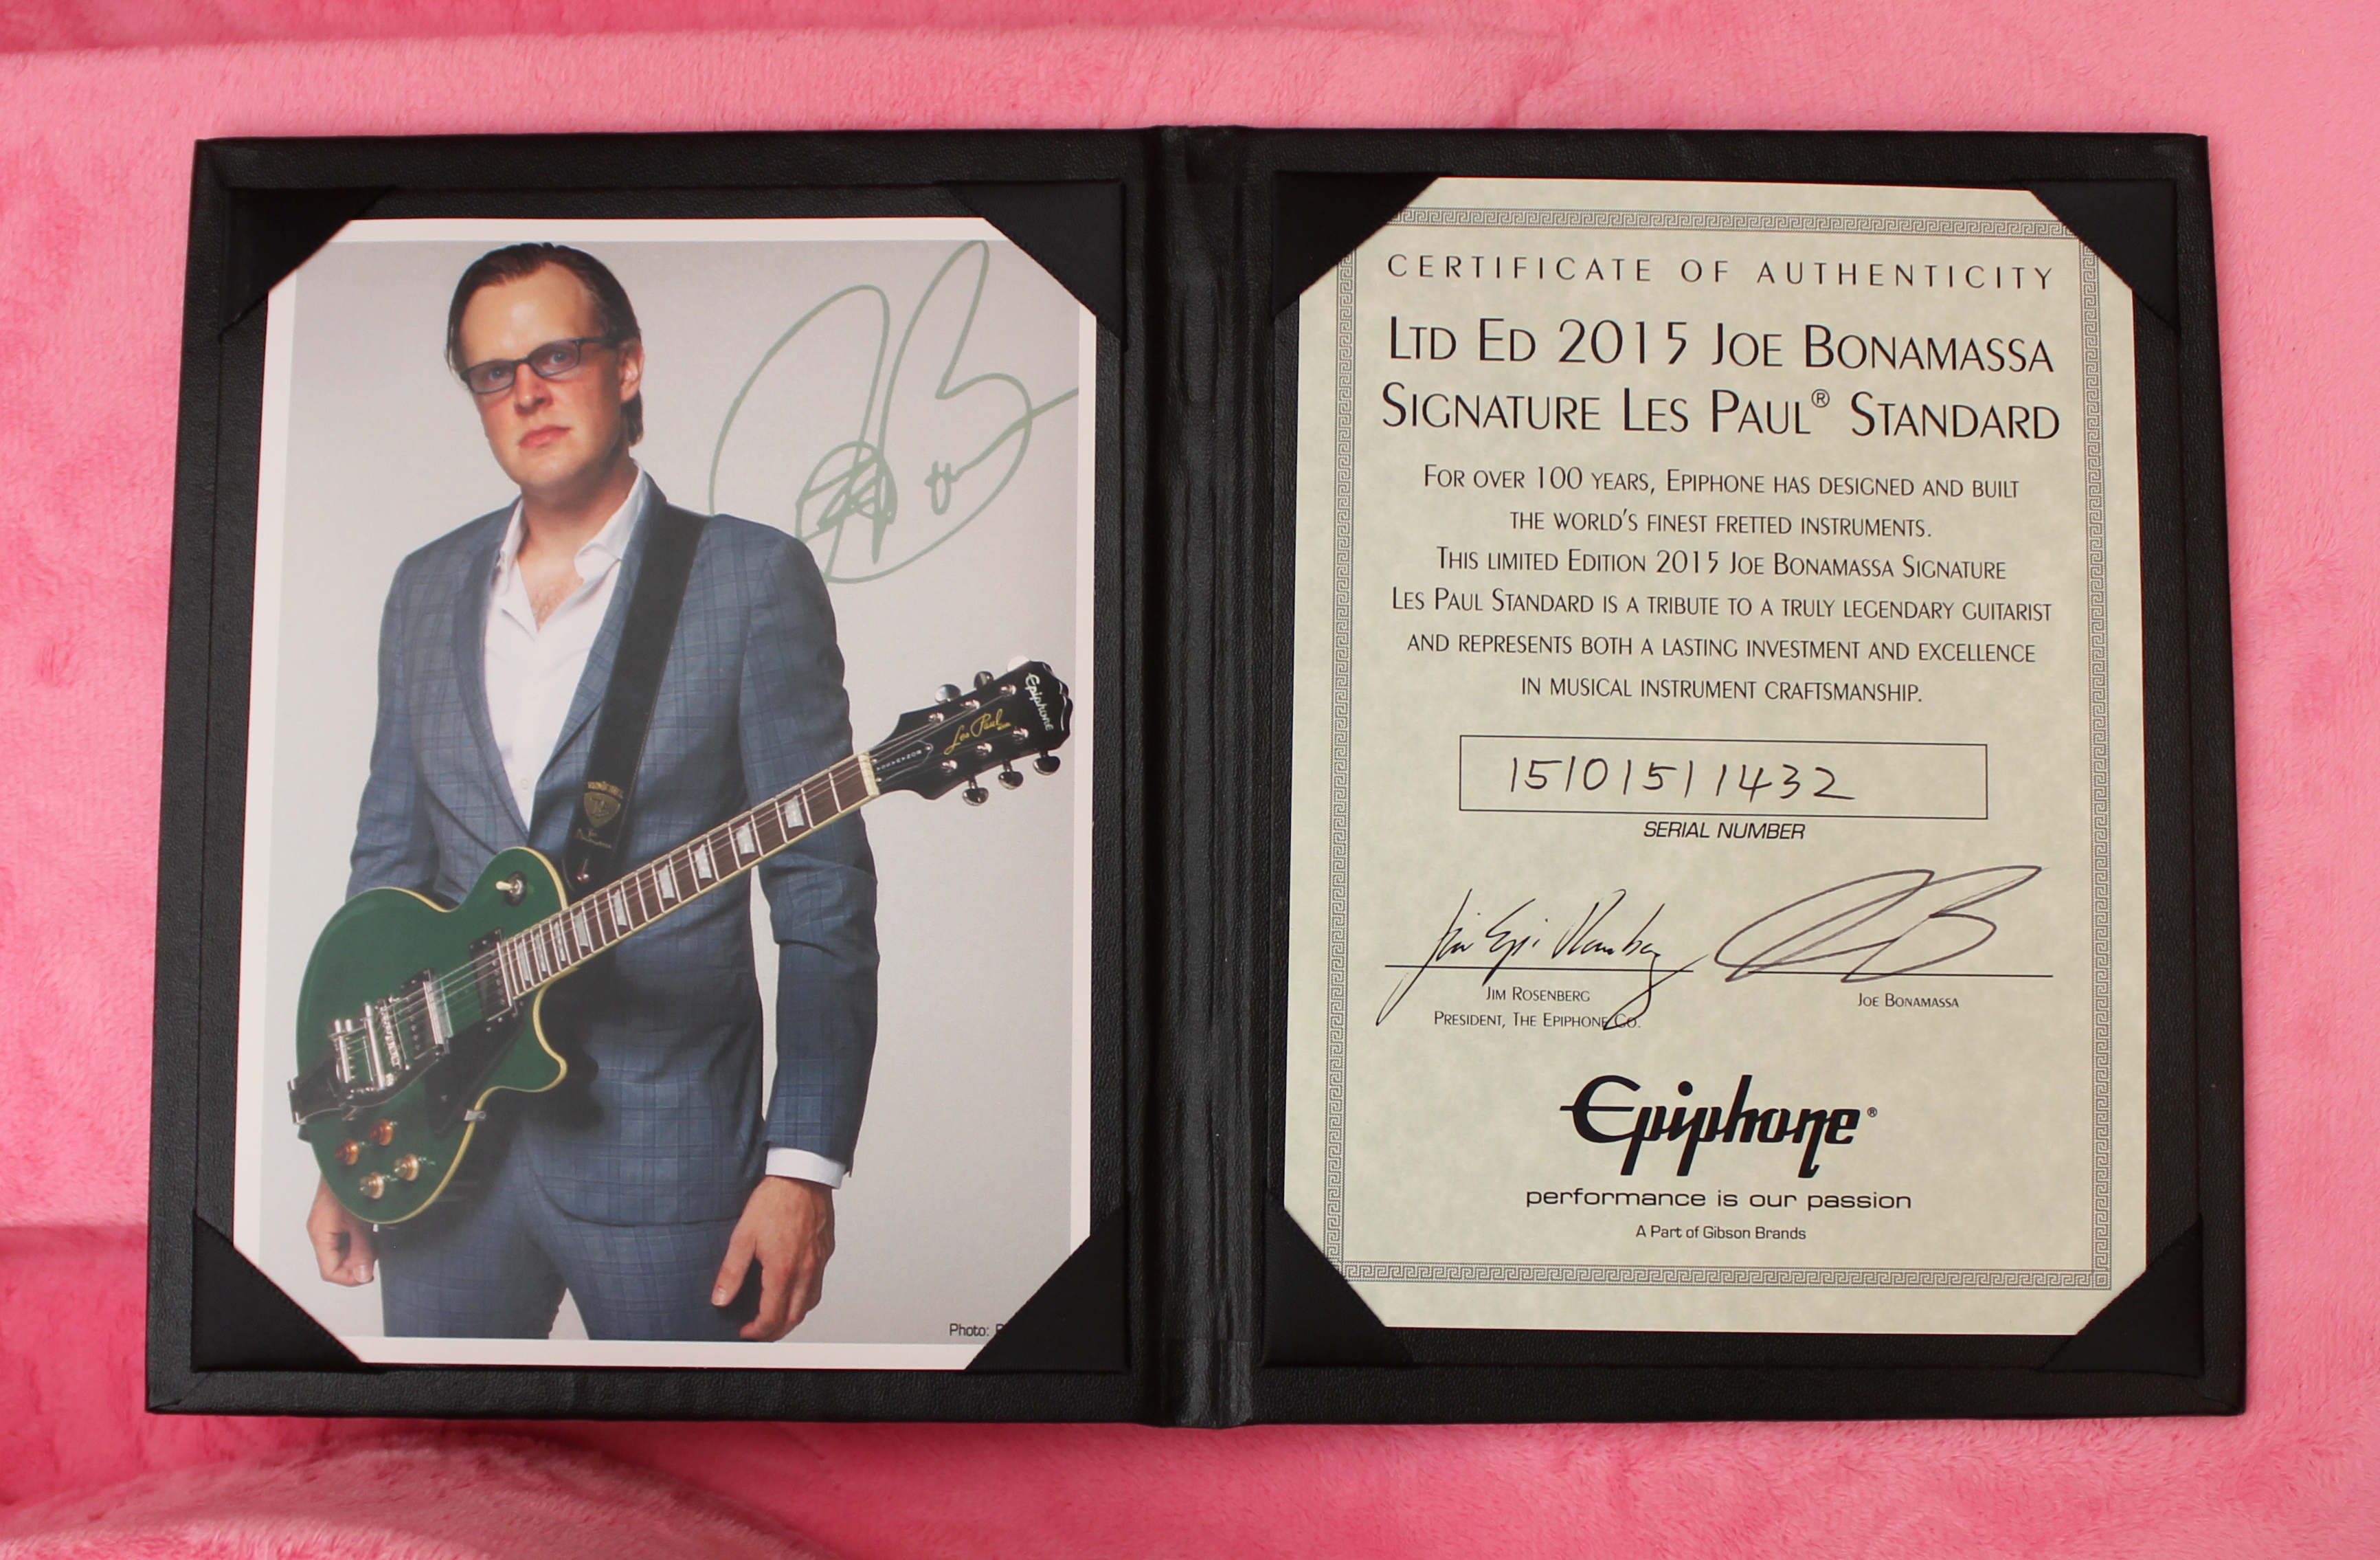 Epiphone
Les Paul
BONAMASSA
Photo:
CERTIFICATE OF AUTHENTICITY
LTD ED 2015 JOE BONAMASSA
SIGNATURE LES PAUL® STANDARD
FOR OVER 100 YEARS, EPIPHONE HAS DESIGNED AND BUILT
THE WORLD'S FINEST FRETTED INSTRUMENTS.
THIS LIMITED EDITION 2015 JOE BONAMASSA SIGNATURE
LES PAUL STANDARD IS A TRIBUTE TO A TRULY LEGENDARY GUITARIST
AND REPRESENTS BOTH A LASTING INVESTMENT AND EXCELLENCE
IN MUSICAL INSTRUMENT CRAFTSMANSHIP.
15101511432
SERIAL NUMBER
Jim "Epi" Rosenberg
JIM ROSENBERG
PRESIDENT, THE EPIPHONE CO.
JOE BONAMASSA
Epiphone®
performance is our passion
A Part of Gibson Brands